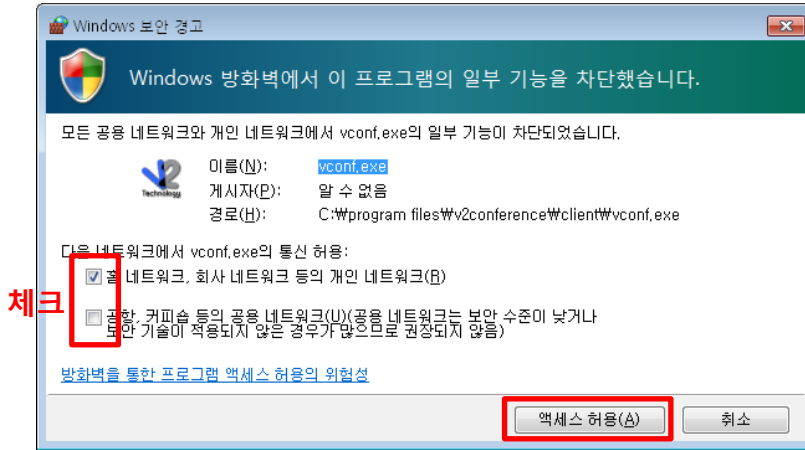 Windows 보안 경고
Windows 방화벽에서 이 프로그램의 일부 기능을 차단했습니다.
모든 공용 네트워크와 개인 네트워크에서 vconf.exe의 일부 기능이 차단되었습니다.
V2 Technology
이름(N): vconf.exe
게시자(P): 알 수 없음
경로(H): C:₩program files₩v2conference₩client₩vconf.exe
다음 네트워크에서 vconf.exe의 통신 허용:
홈 네트워크, 회사 네트워크 등의 개인 네트워크(R)
체크
공항, 커피숍 등의 공용 네트워크(U)(공용 네트워크는 보안 수준이 낮거나
보안 기술이 적용되지 않은 경우가 많으므로 권장되지 않음)
방화벽을 통한 프로그램 액세스 허용의 위험성
액세스 허용(A) 취소